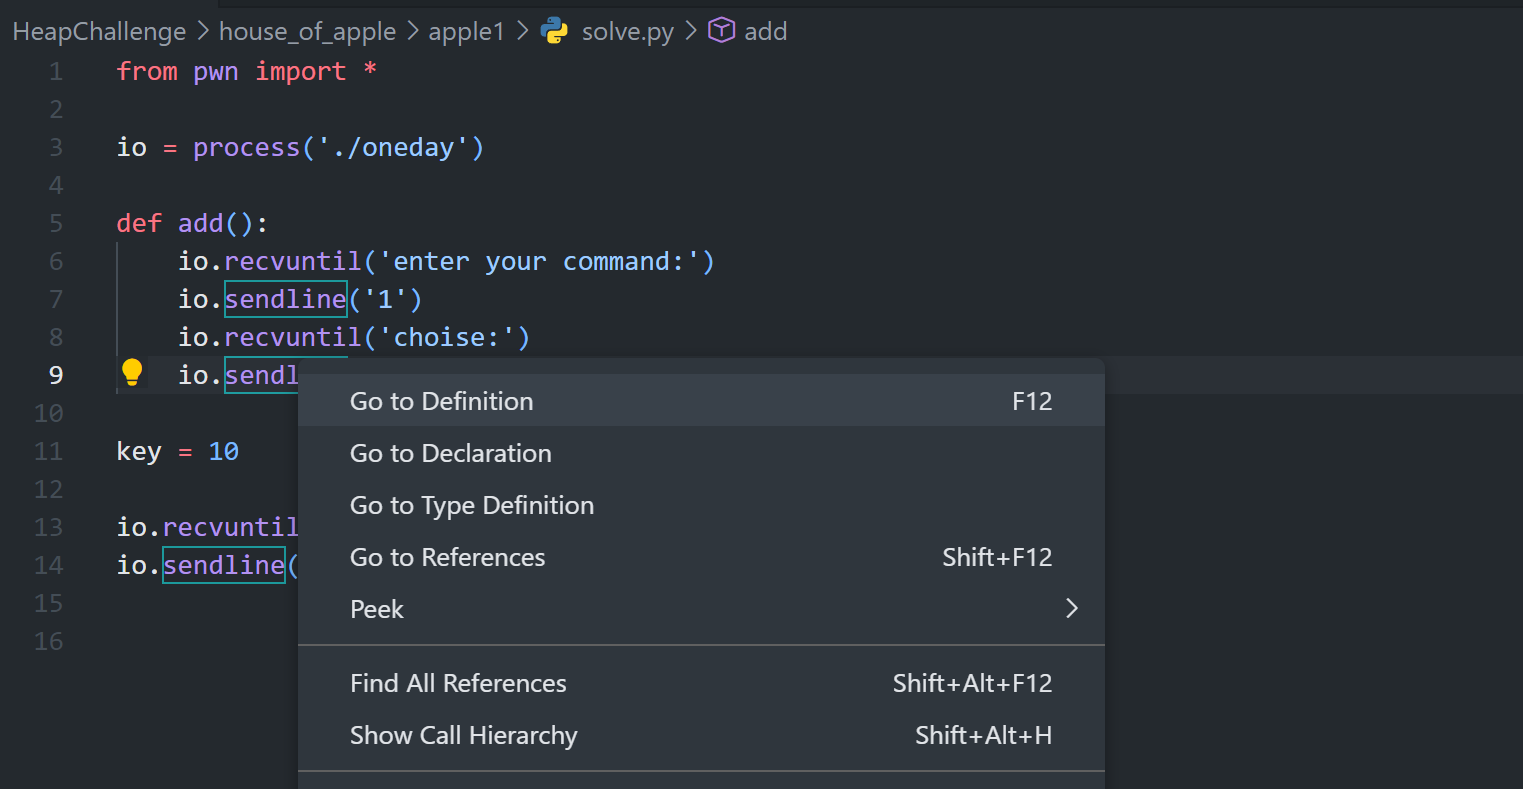 HeapChallenge > house_of_apple > apple1 > solve.py > add
1 from pwn import *
2
3 io = process('./oneday')
4
5 def add():
6 io.recvuntil('enter your command:')
7 io.sendline('1')
8 io.recvuntil('choise:')
9 io.sendl
10
11 key = 10
12
13 io.recvuntil
14 io.sendline(
15
16
Go to Definition F12
Go to Declaration
Go to Type Definition
Go to References Shift+F12
Peek
Find All References Shift+Alt+F12
Show Call Hierarchy Shift+Alt+H